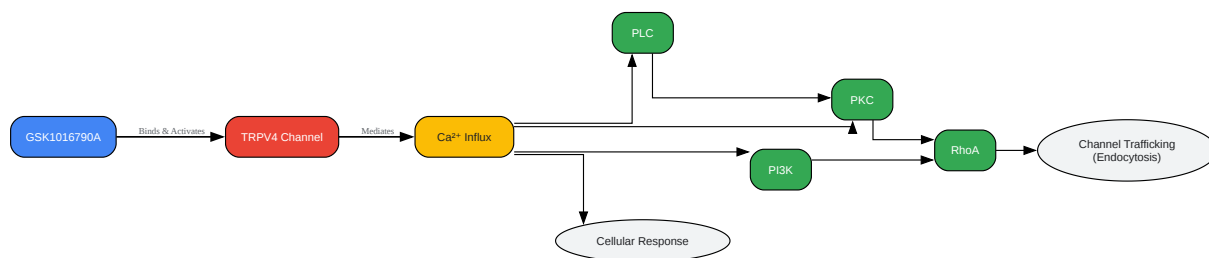 PLC
PKC
GSK1016790A
Binds & Activates
TRPV4 Channel
Mediates
Ca²⁺ Influx
RhoA
Channel Trafficking
(Endocytosis)
PI3K
Cellular Response